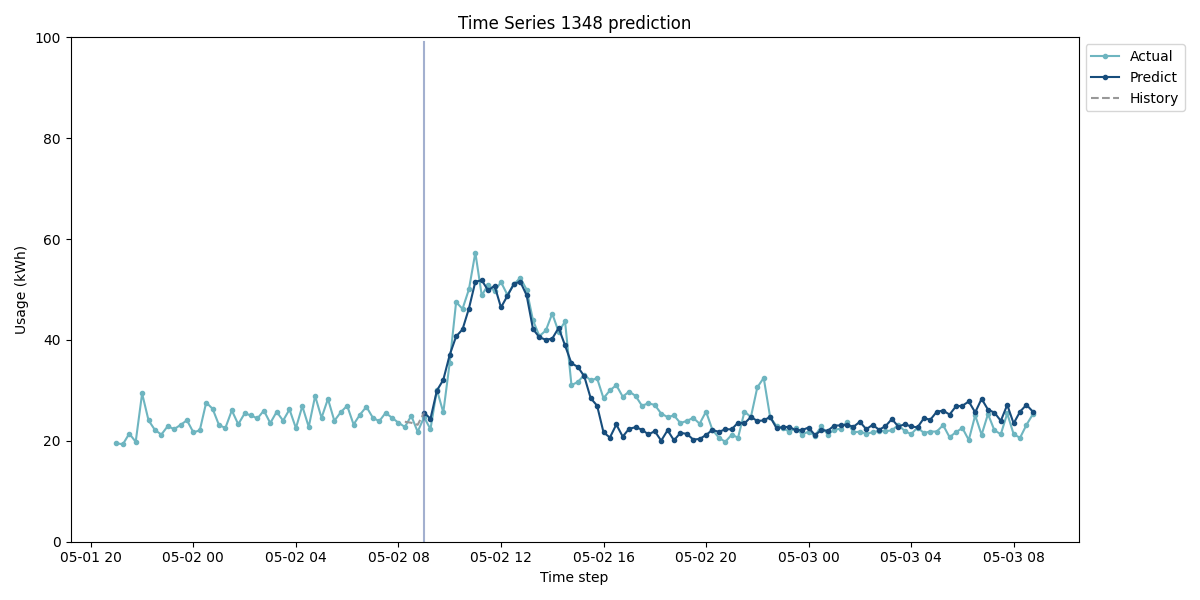 Time Series 1348 prediction
Usage (kWh)
100
80
60
40
20
0
05-01 20
05-02 00
05-02 04
05-02 08
05-02 12
05-02 16
05-02 20
05-03 00
05-03 04
05-03 08
Time step
Actual
Predict
History